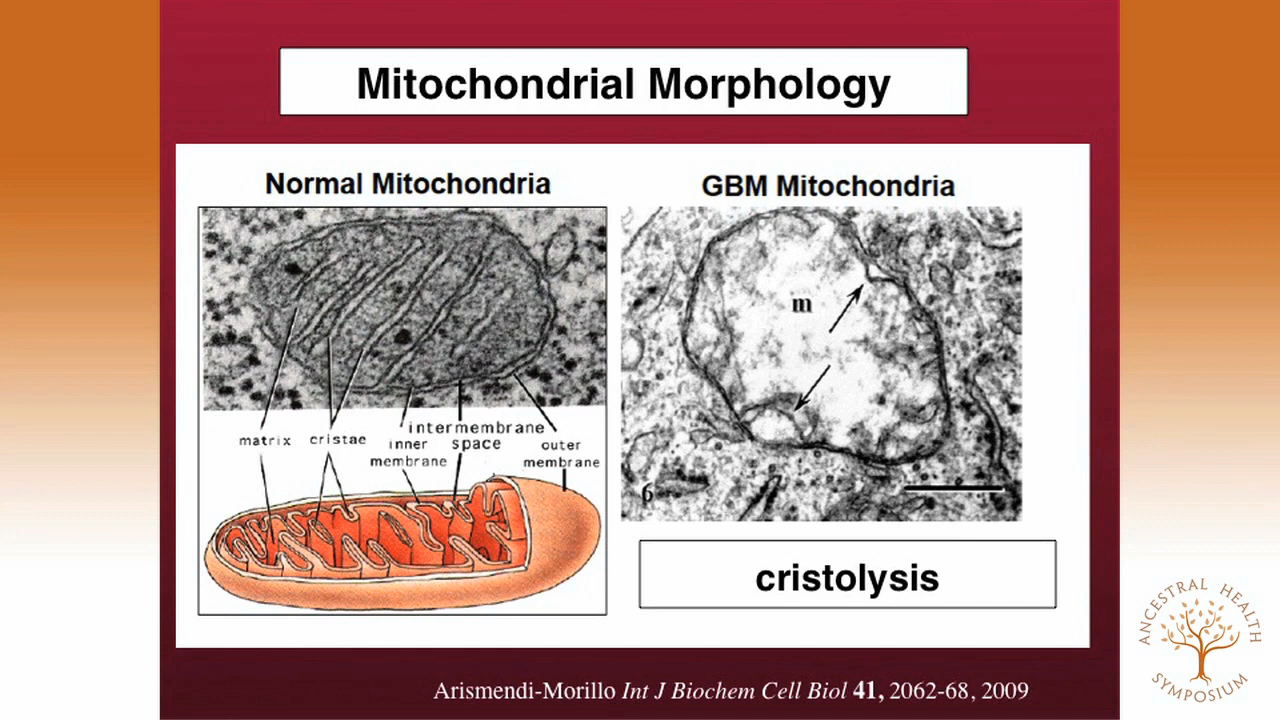 Mitochondrial Morphology
Normal Mitochondria
GBM Mitochondria
m
matrix
cristae
intermembrane
space
inner
membrane
outer
membrane
6
cristolysis
Arismendi-Morillo Int J Biochem Cell Biol 41, 2062-68, 2009
ANCESTRAL HEALTH
SYMPOSIUM